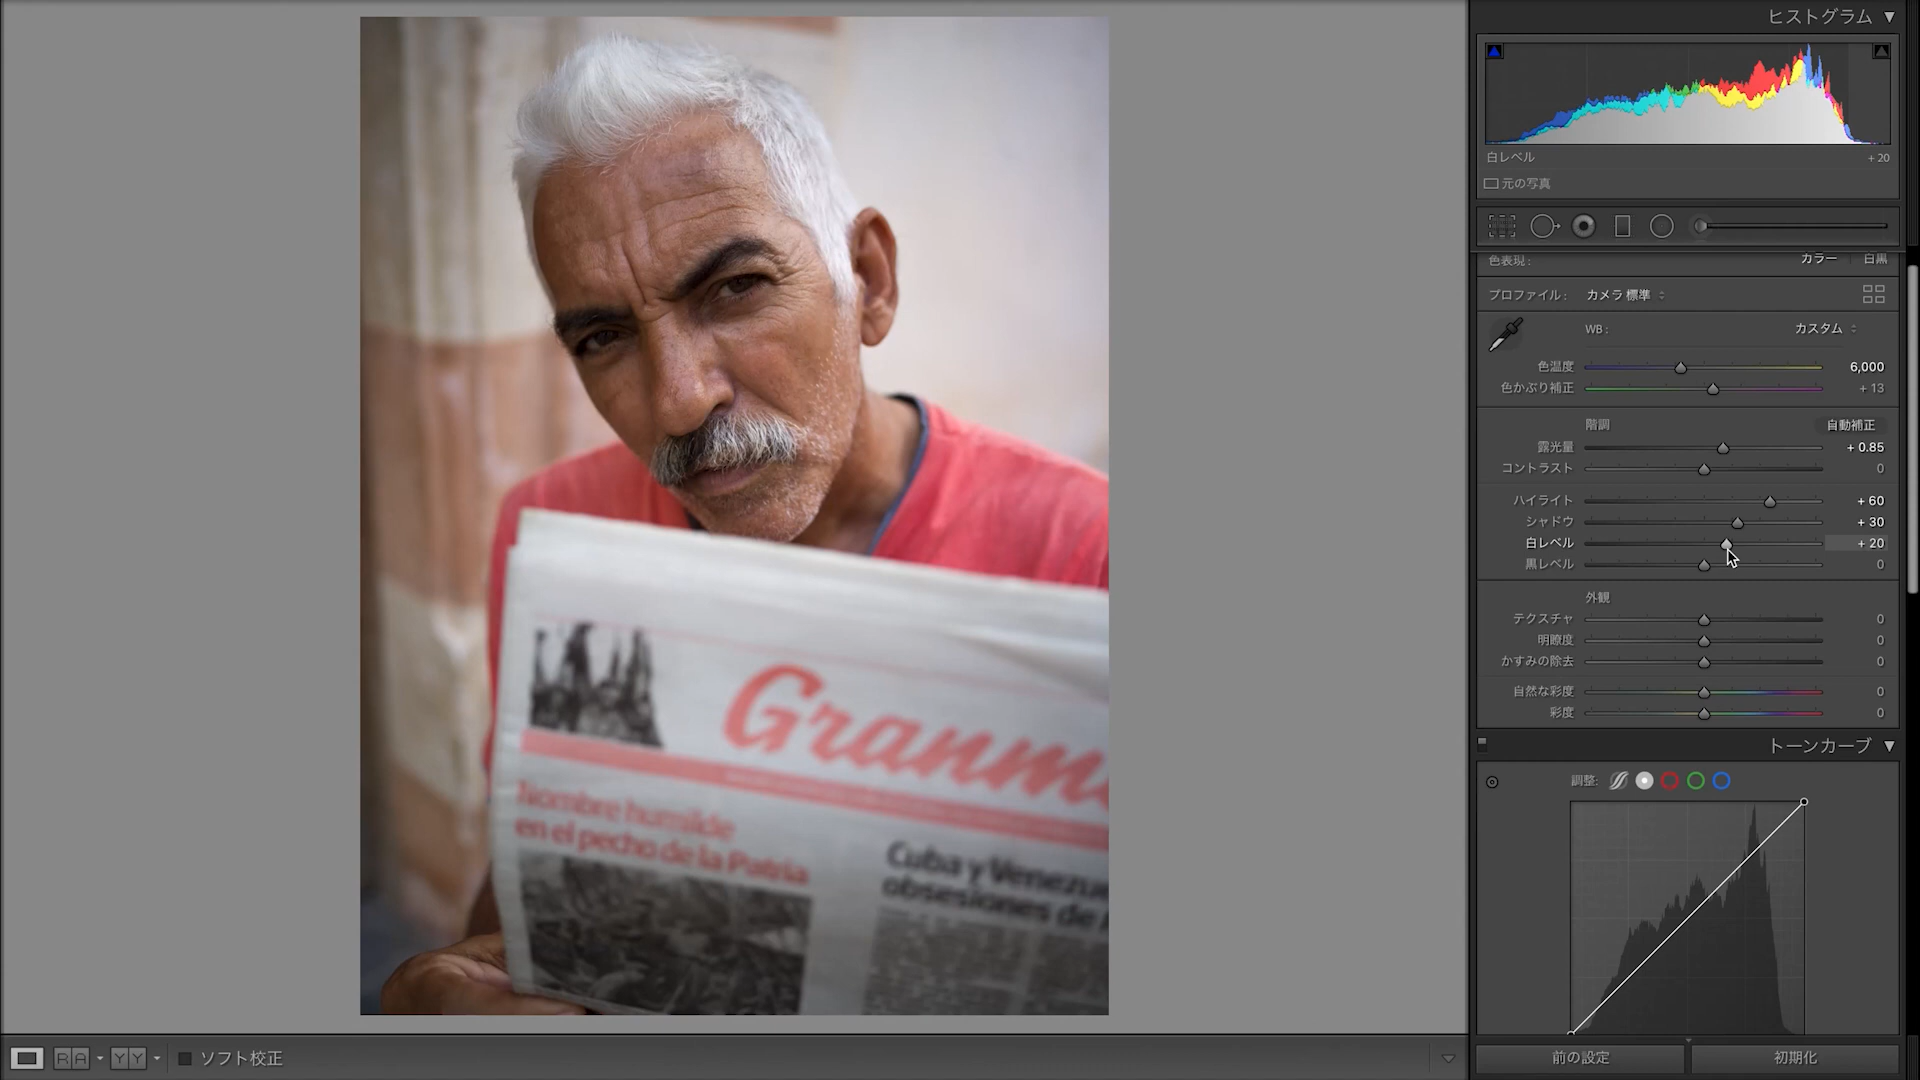 ヒストグラム
白レベル +20
元の写真
色表現: カラー 白黒
プロファイル: カメラ 標準
WB: カスタム
色温度 6,000
色かぶり補正 +13
階調 自動補正
露光量 +0.85
コントラスト 0
ハイライト +60
シャドウ +30
白レベル +20
黒レベル 0
外観
テクスチャ 0
明瞭度 0
かすみの除去 0
自然な彩度 0
彩度 0
トーンカーブ
調整:
Granm
Nombre humilde
en el pecho de la Patria
Cuba y Venezue
obsesiones de
RA YY ソフト校正
前の設定 初期化